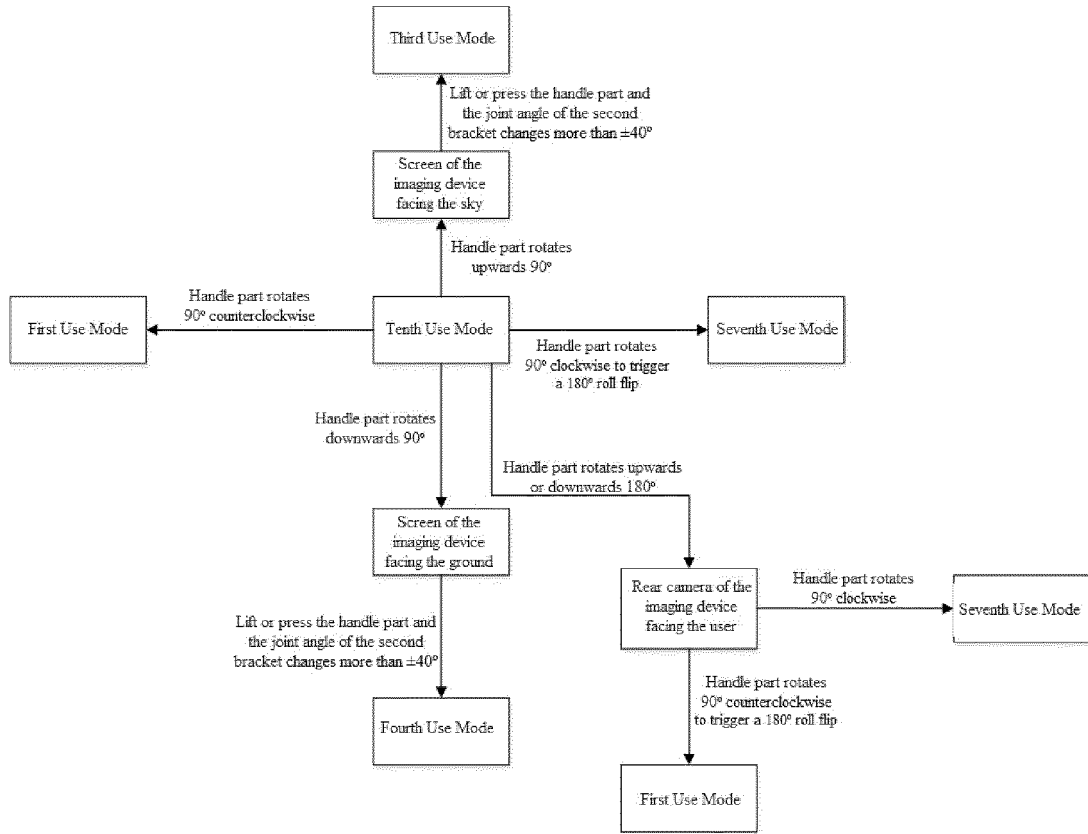 Third Use Mode
Lift or press the handle part and
the joint angle of the second
bracket changes more than ±40°
Screen of the
imaging device
facing the sky
Handle part rotates
upwards 90°
Handle part rotates
90° counterclockwise
First Use Mode
Tenth Use Mode
Seventh Use Mode
Handle part rotates
90° clockwise to trigger
a 180° roll flip
Handle part rotates
downwards 90°
Handle part rotates upwards
or downwards 180°
Screen of the
imaging device
facing the ground
Rear camera of the
imaging device
facing the user
Handle part rotates
90° clockwise
Seventh Use Mode
Lift or press the handle part and
the joint angle of the second
bracket changes more than ±40°
Handle part rotates
90° counterclockwise
to trigger a 180° roll flip
Fourth Use Mode
First Use Mode